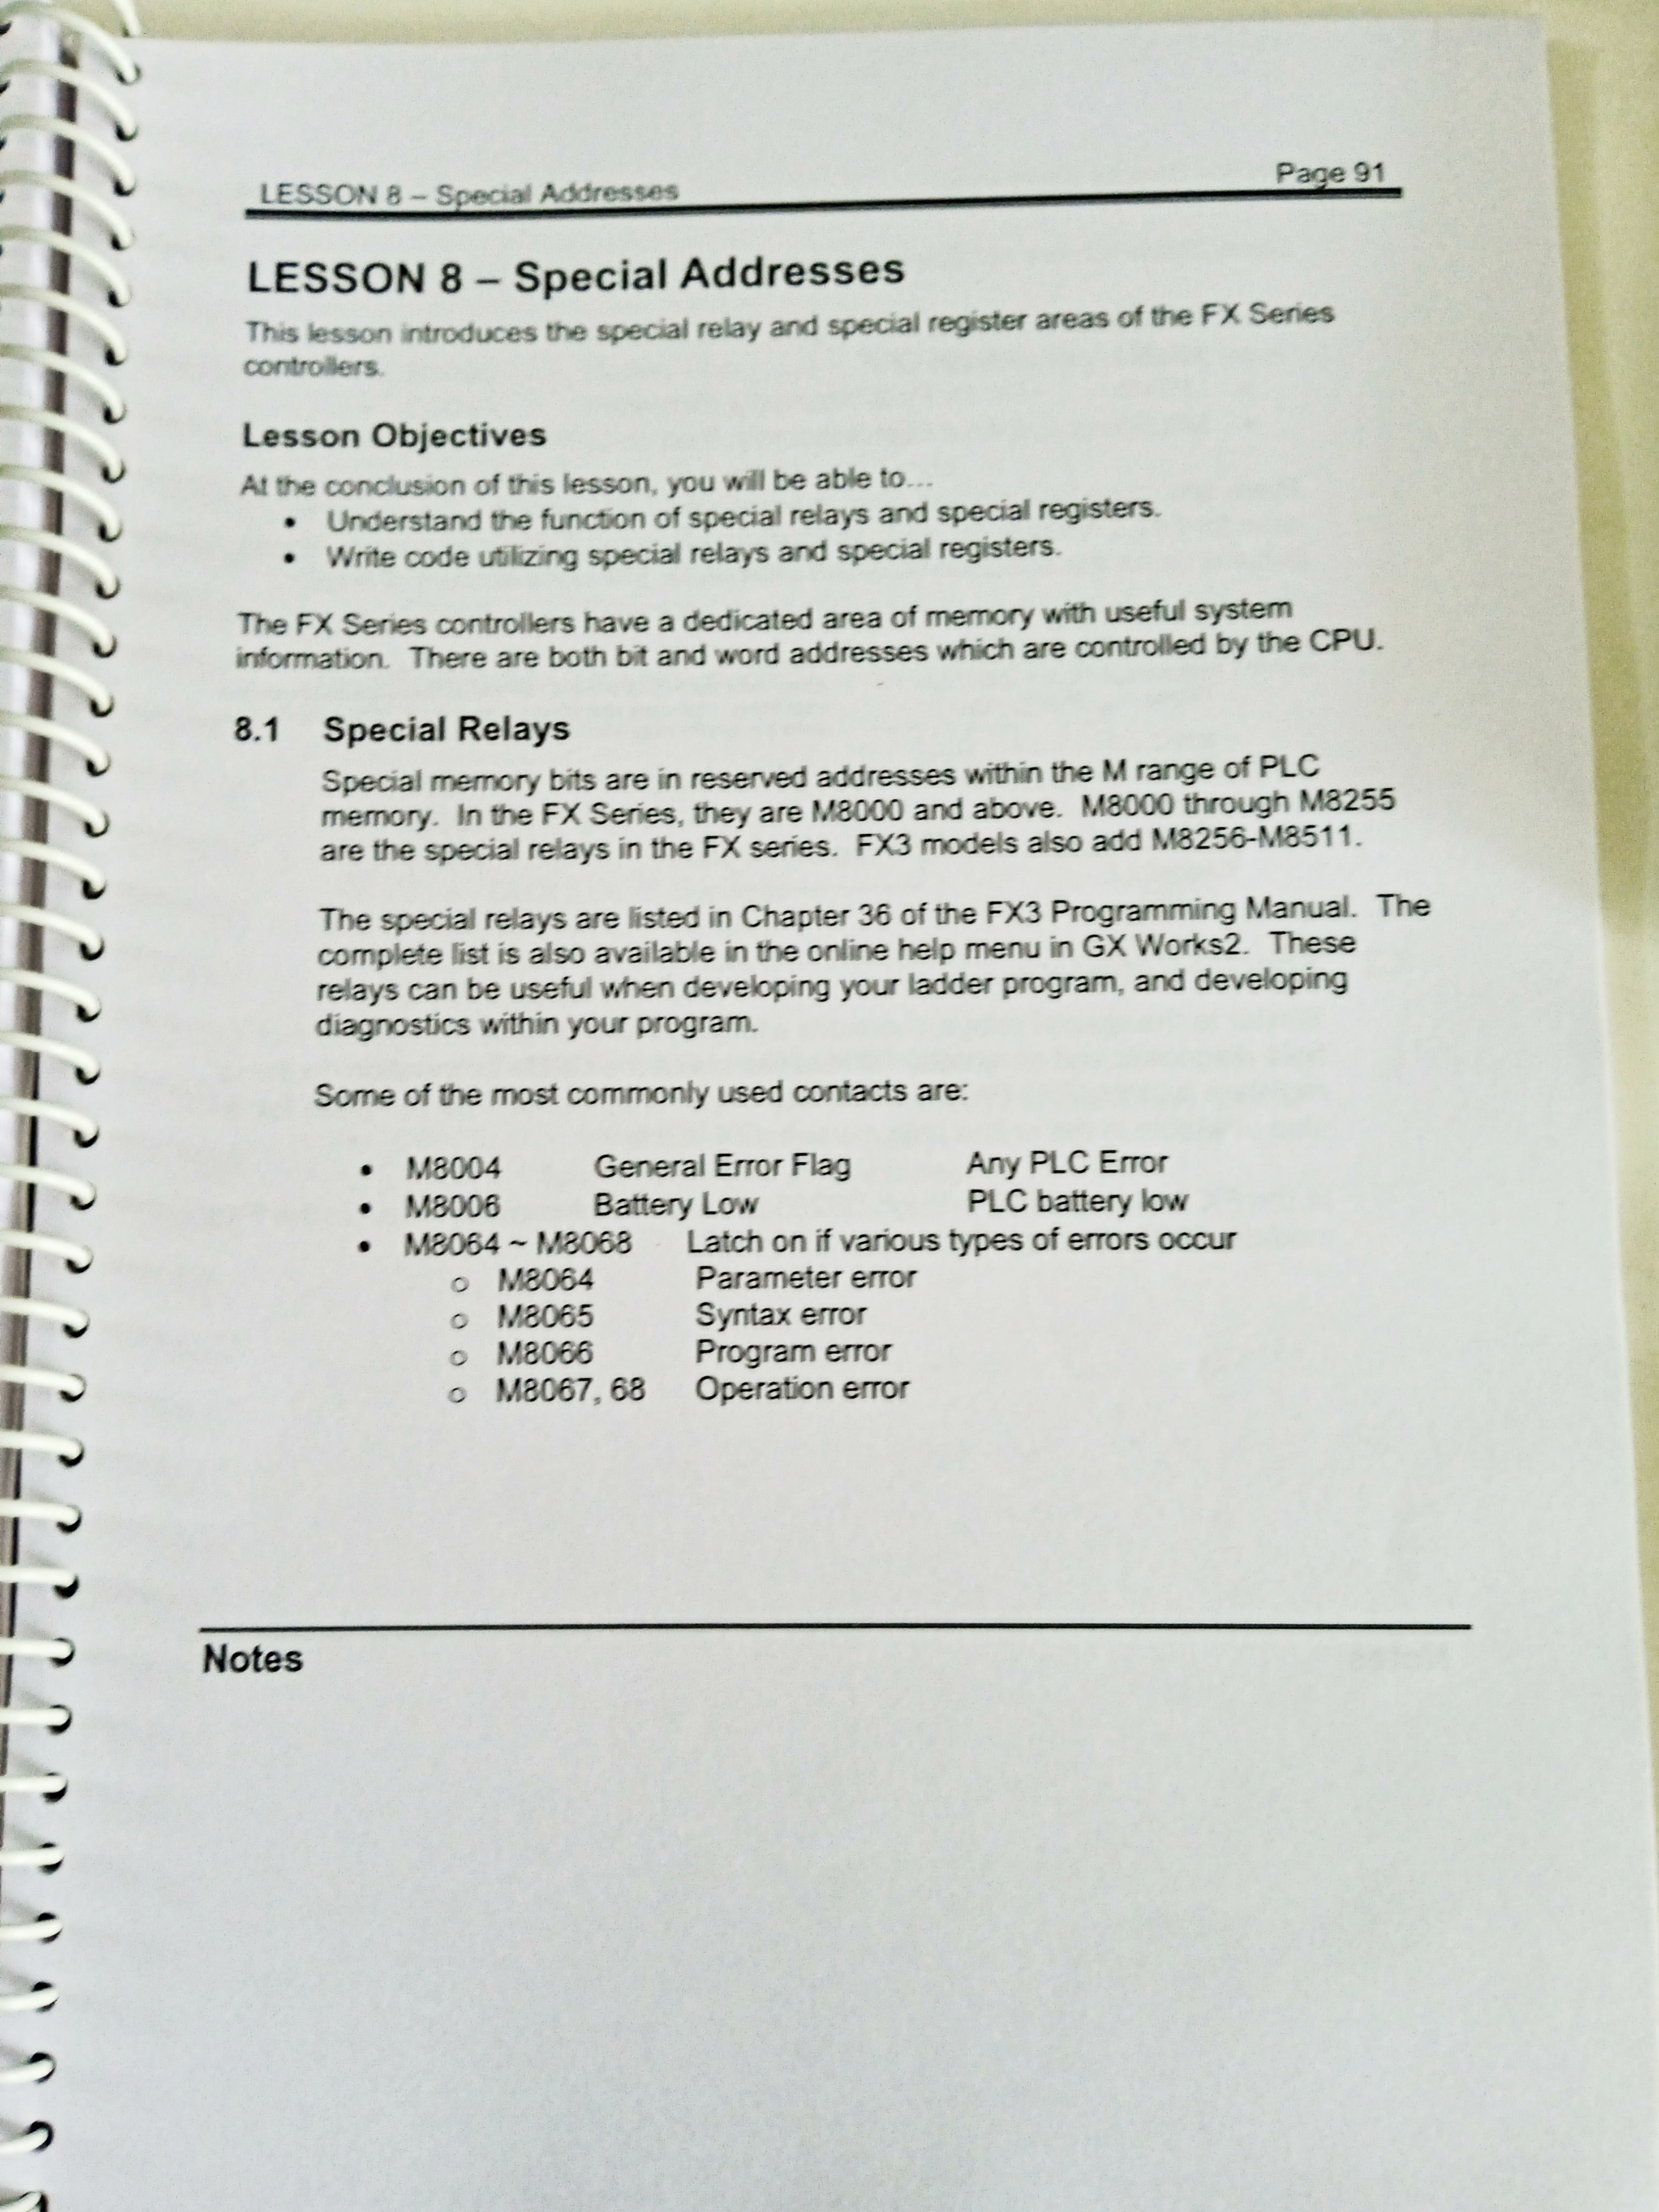 LESSON 8 – Special Addresses
Page 91
LESSON 8 – Special Addresses
This lesson introduces the special relay and special register areas of the FX Series
controllers.
Lesson Objectives
At the conclusion of this lesson, you will be able to...
• Understand the function of special relays and special registers.
• Write code utilizing special relays and special registers.
The FX Series controllers have a dedicated area of memory with useful system
information. There are both bit and word addresses which are controlled by the CPU.
8.1 Special Relays
Special memory bits are in reserved addresses within the M range of PLC
memory. In the FX Series, they are M8000 and above. M8000 through M8255
are the special relays in the FX series. FX3 models also add M8256-M8511.
The special relays are listed in Chapter 36 of the FX3 Programming Manual. The
complete list is also available in the online help menu in GX Works2. These
relays can be useful when developing your ladder program, and developing
diagnostics within your program.
Some of the most commonly used contacts are:
• M8004 General Error Flag Any PLC Error
• M8006 Battery Low PLC battery low
• M8064 ~ M8068 Latch on if various types of errors occur
o M8064 Parameter error
o M8065 Syntax error
o M8066 Program error
o M8067, 68 Operation error
Notes